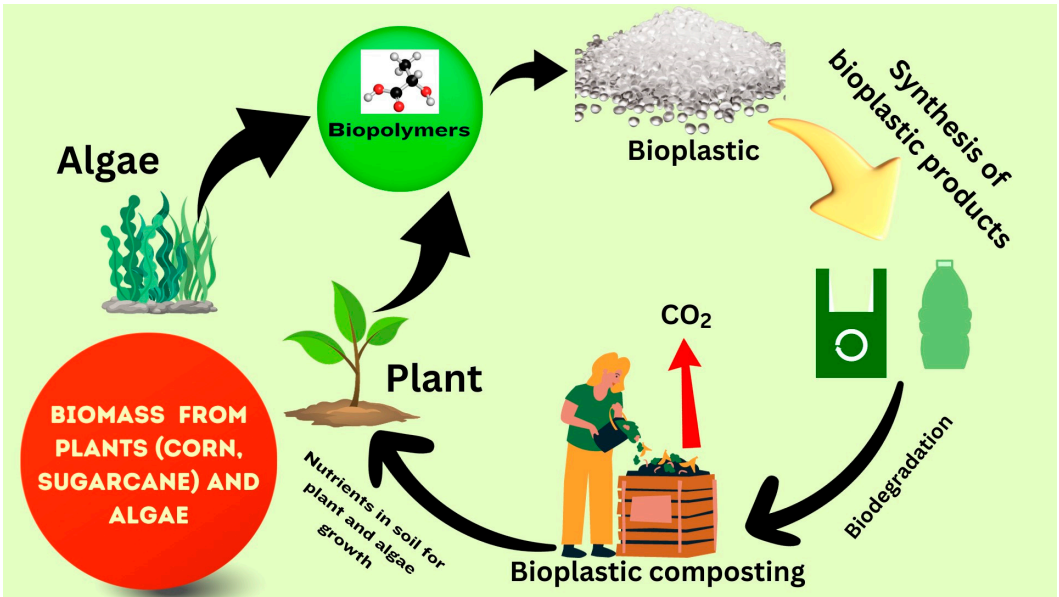 Algae
Biopolymers
Bioplastic
Synthesis of
bioplastic products
CO₂
Plant
BIOMASS FROM
PLANTS (CORN,
SUGARCANE) AND
ALGAE
Nutrients in soil for
plant and algae
growth
Biodegradation
Bioplastic composting